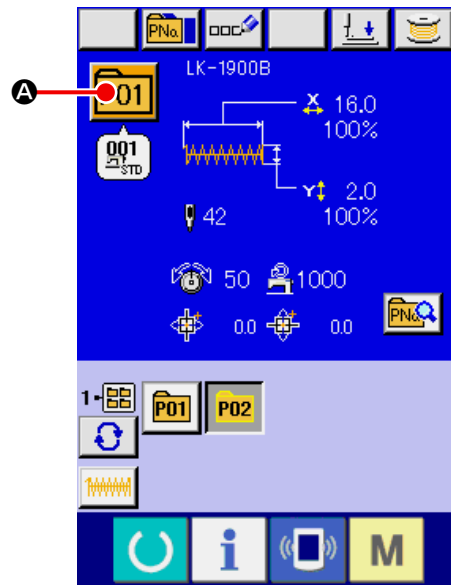 PNo.
LK-1900B
A
P01
X 16.0
100%
001
STD
Y 2.0
100%
42
50
1000
0.0
0.0
PNo.
1-
P01
P02
i
M